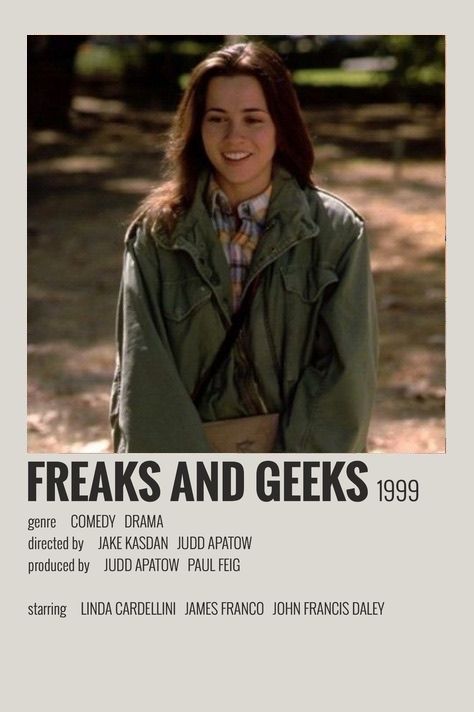 FREAKS AND GEEKS 1999
genre COMEDY DRAMA
directed by JAKE KASDAN JUDD APATOW
produced by JUDD APATOW PAUL FEIG
starring LINDA CARDELLINI JAMES FRANCO JOHN FRANCIS DALEY